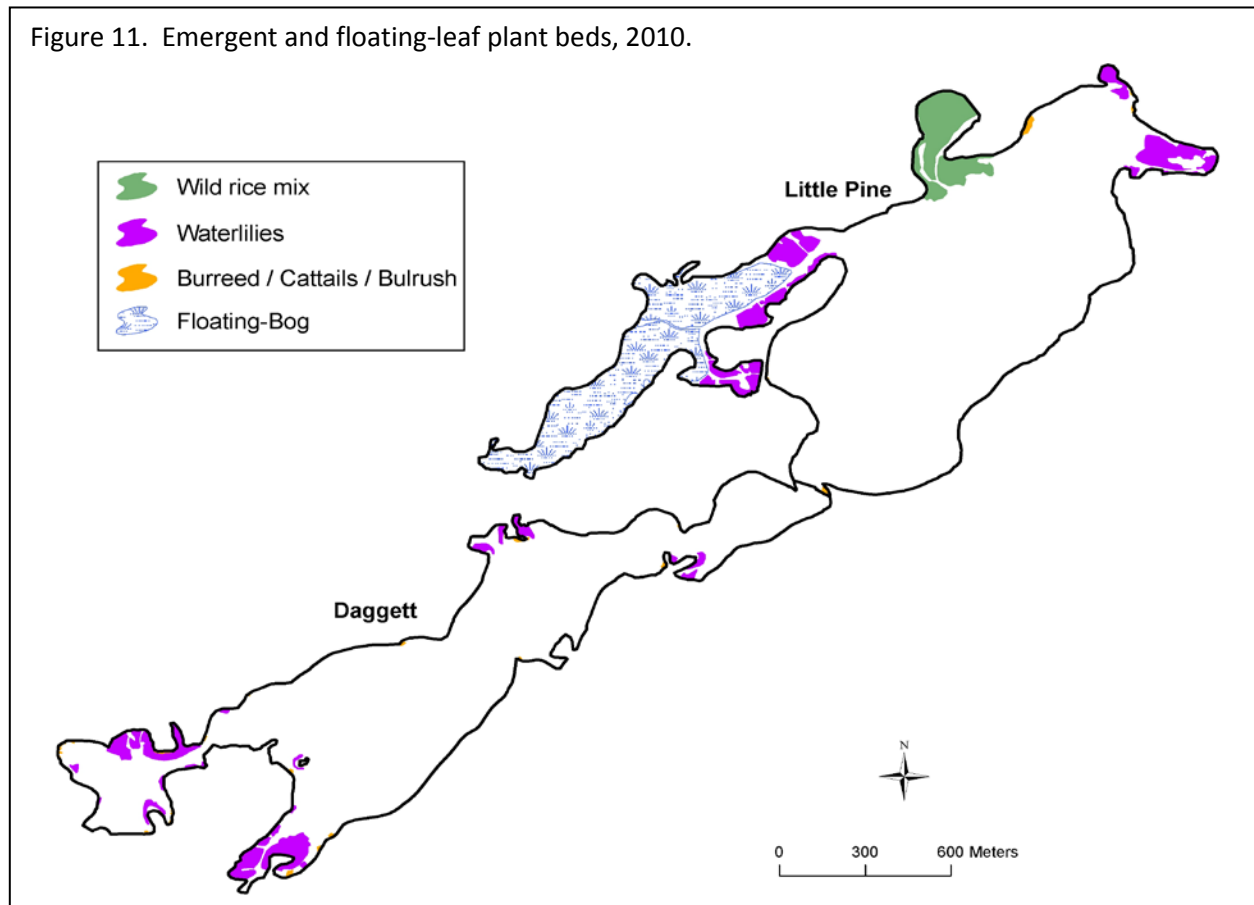 Figure 11.  Emergent and floating-leaf plant beds, 2010.
Wild rice mix
Waterlilies
Burreed / Cattails / Bulrush
Floating-Bog
Little Pine
Daggett
N
0 300 600 Meters